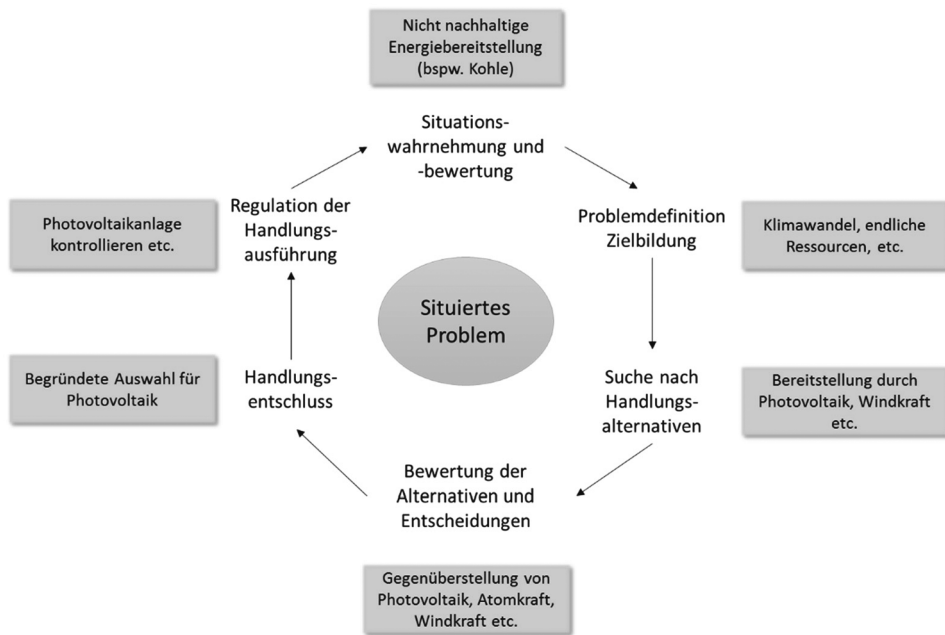 Nicht nachhaltige
Energiebereitstellung
(bspw. Kohle)
Situations-
wahrnehmung und
-bewertung
Problemdefinition
Zielbildung
Klimawandel, endliche
Ressourcen, etc.
Suche nach
Handlungs-
alternativen
Bereitstellung durch
Photovoltaik, Windkraft
etc.
Bewertung der
Alternativen und
Entscheidungen
Gegenüberstellung von
Photovoltaik, Atomkraft,
Windkraft etc.
Handlungs-
entschluss
Begründete Auswahl für
Photovoltaik
Regulation der
Handlungs-
ausführung
Photovoltaikanlage
kontrollieren etc.
Situiertes
Problem